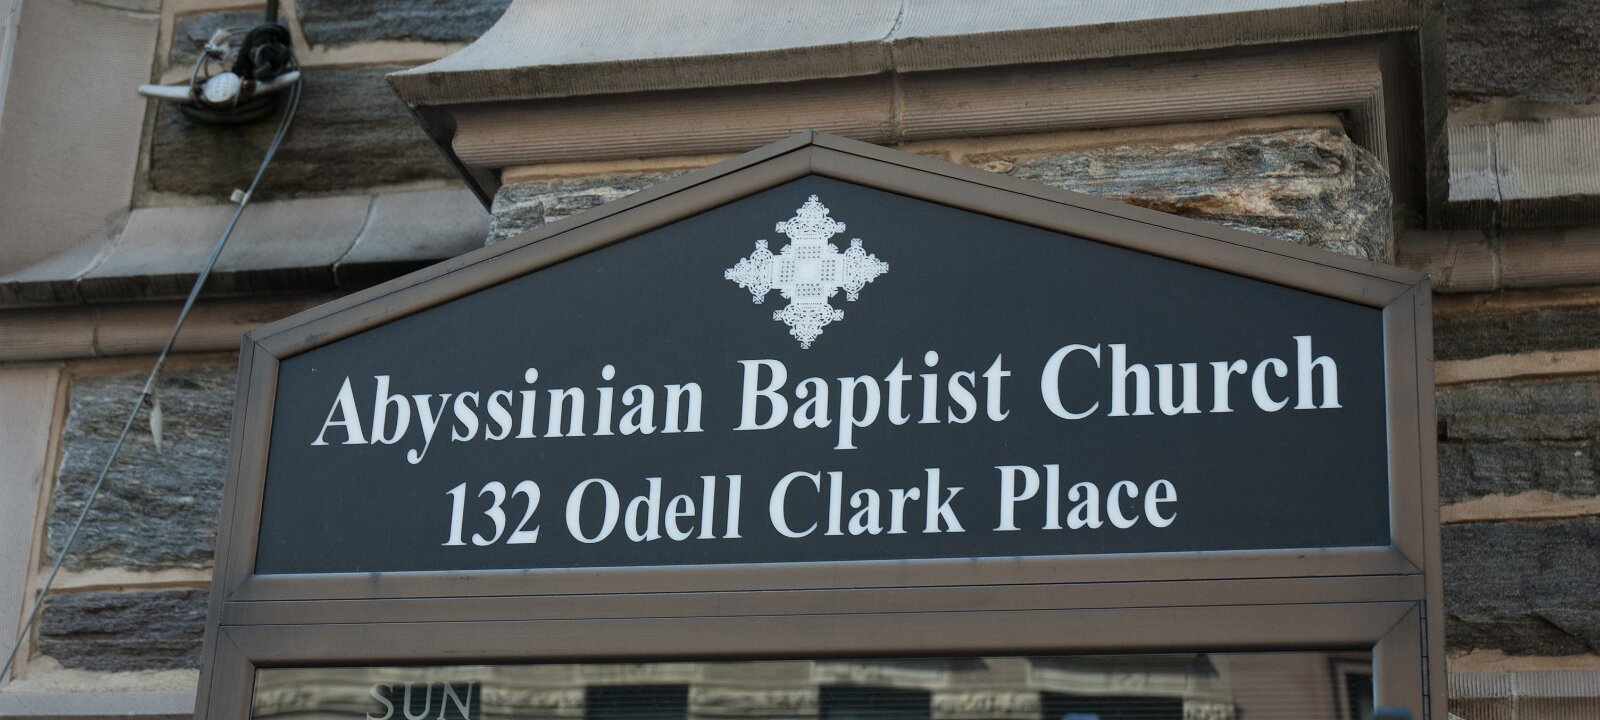 Abyssinian Baptist Church
132 Odell Clark Place
SUN